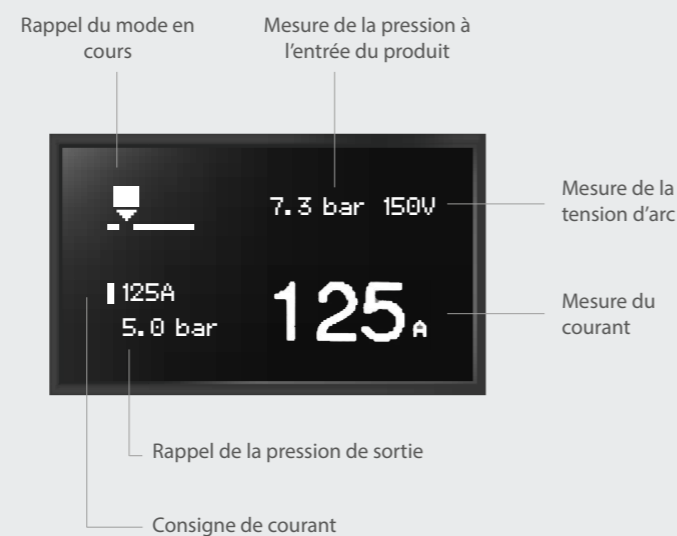 Rappel du mode en
cours
Mesure de la pression à
l’entrée du produit
7.3 bar 150V
Mesure de la
tension d’arc
125A
5.0 bar
125A
Mesure du
courant
Rappel de la pression de sortie
Consigne de courant